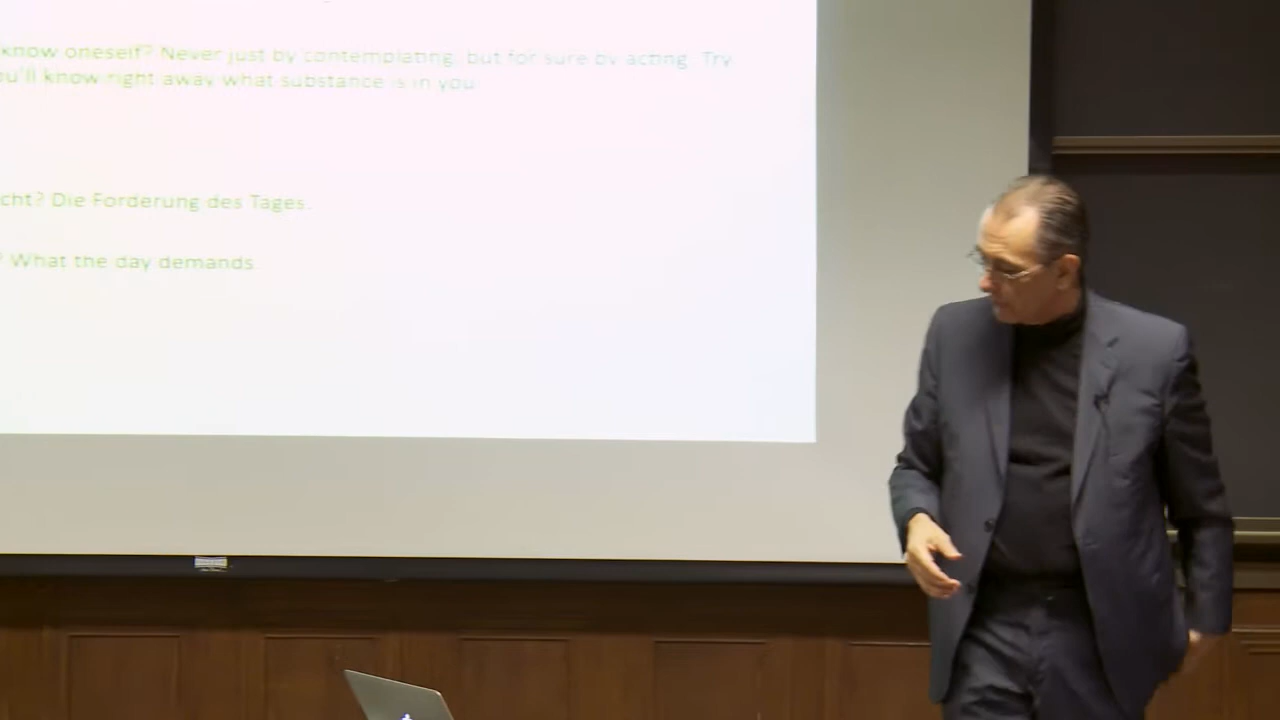 know oneself? Never just by contemplating, but for sure by acting. Try
ou'll know right away what substance is in you.
cht? Die Forderung des Tages.
? What the day demands.